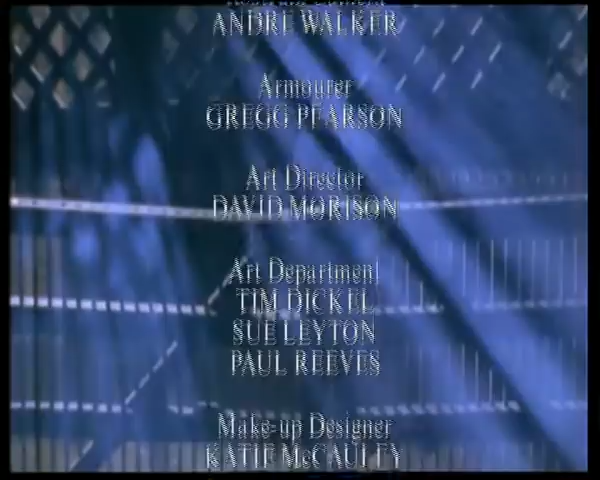 ANDRE WALKER
Armourer
GREGG PEARSON
Art Director
DAVID MORISON
Art Department
TIM DICKEL
SUE LEYTON
PAUL REEVES
Make-up Designer
KATIE McCAULEY